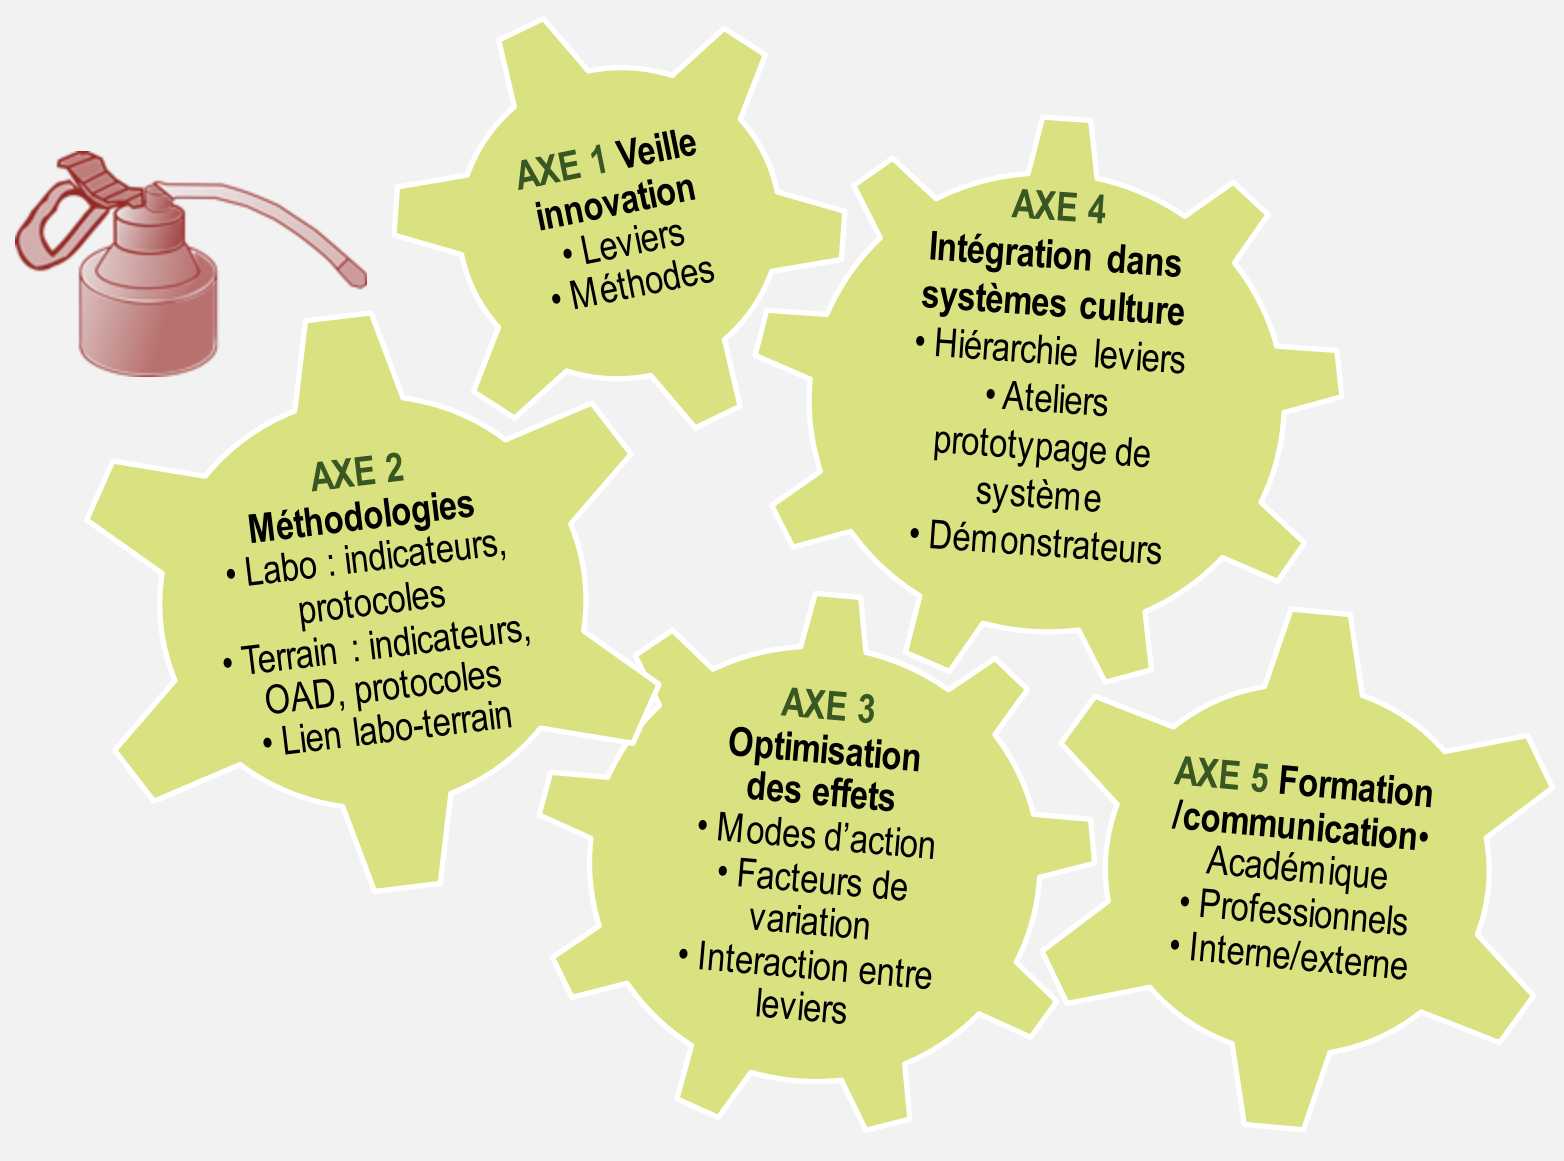 AXE 1 Veille
innovation
• Leviers
• Méthodes
AXE 2
Méthodologies
• Labo : indicateurs,
protocoles
• Terrain : indicateurs,
OAD, protocoles
• Lien labo-terrain
AXE 3
Optimisation
des effets
• Modes d’action
• Facteurs de
variation
• Interaction entre
leviers
AXE 4
Intégration dans
systèmes culture
• Hiérarchie leviers
• Ateliers
prototypage de
système
• Démonstrateurs
AXE 5 Formation
/communication•
Académique
• Professionnels
• Interne/externe